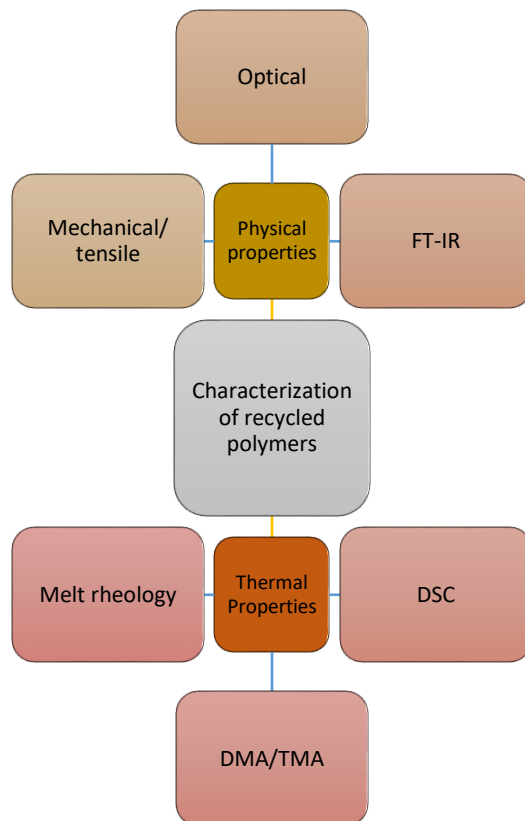 Optical
Mechanical/
tensile
Physical
properties
FT-IR
Characterization
of recycled
polymers
Melt rheology
Thermal
Properties
DSC
DMA/TMA